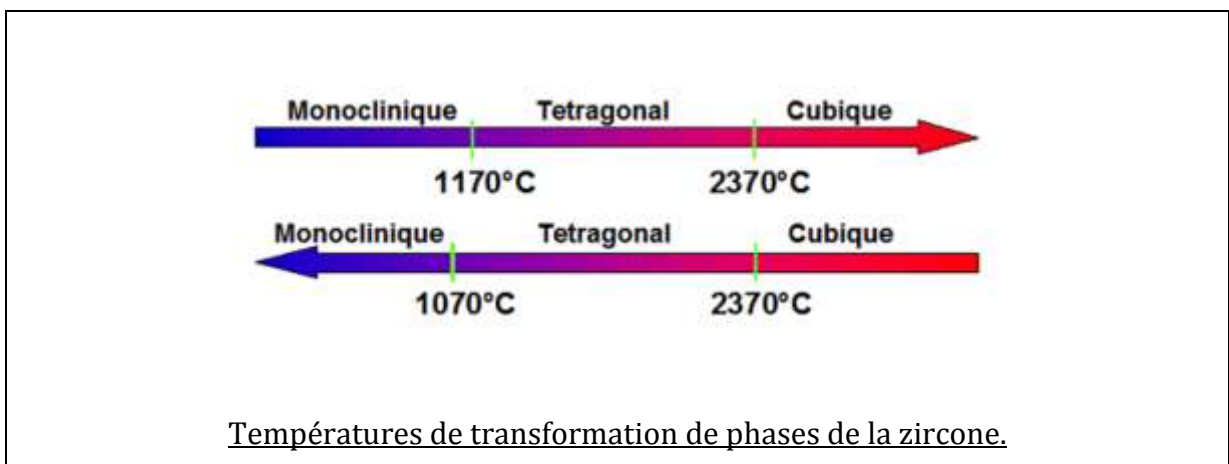 Monoclinique Tetragonal Cubique
1170°C 2370°C
Monoclinique Tetragonal Cubique
1070°C 2370°C
Températures de transformation de phases de la zircone.